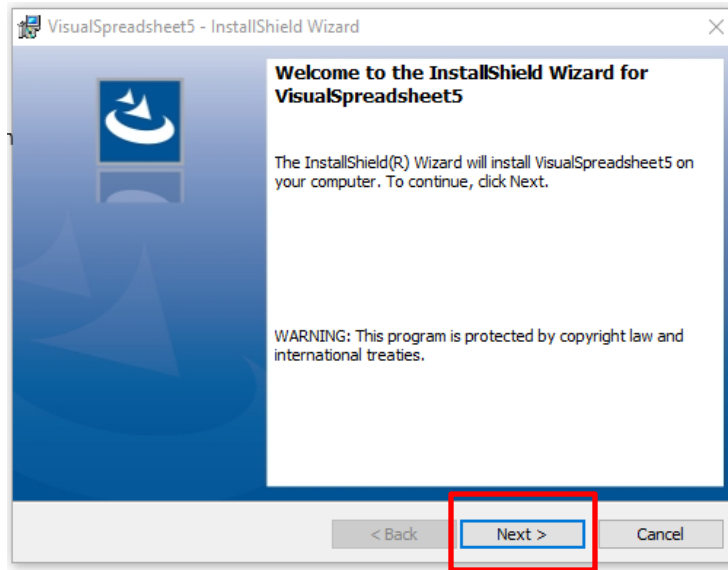 VisualSpreadsheet5 - InstallShield Wizard
Welcome to the InstallShield Wizard for
VisualSpreadsheet5
The InstallShield(R) Wizard will install VisualSpreadsheet5 on
your computer. To continue, click Next.
WARNING: This program is protected by copyright law and
international treaties.
< Back
Next >
Cancel